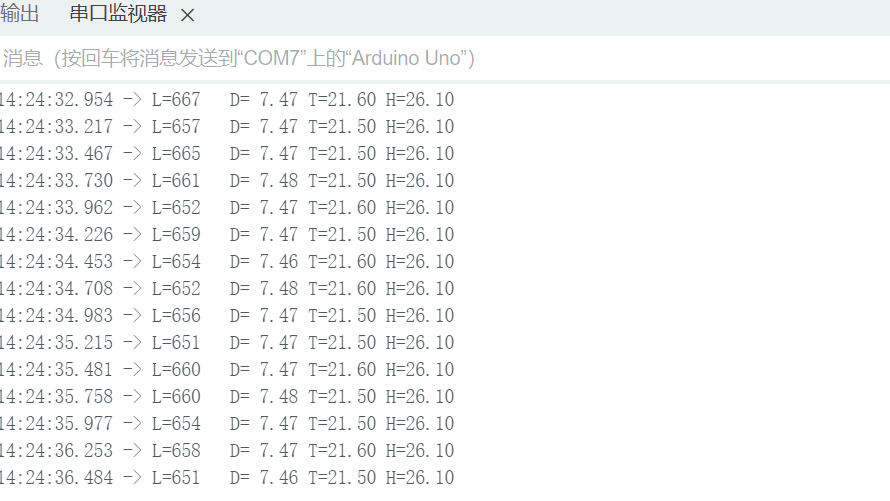 输出 串口监视器 ×
消息（按回车将消息发送到“COM7”上的“Arduino Uno”）
14:24:32.954 -> L=667   D= 7.47 T=21.60 H=26.10
14:24:33.217 -> L=657   D= 7.47 T=21.50 H=26.10
14:24:33.467 -> L=665   D= 7.47 T=21.50 H=26.10
14:24:33.730 -> L=661   D= 7.48 T=21.50 H=26.10
14:24:33.962 -> L=652   D= 7.47 T=21.60 H=26.10
14:24:34.226 -> L=659   D= 7.47 T=21.50 H=26.10
14:24:34.453 -> L=654   D= 7.46 T=21.60 H=26.10
14:24:34.708 -> L=652   D= 7.48 T=21.60 H=26.10
14:24:34.983 -> L=656   D= 7.47 T=21.50 H=26.10
14:24:35.215 -> L=651   D= 7.47 T=21.50 H=26.10
14:24:35.481 -> L=660   D= 7.47 T=21.60 H=26.10
14:24:35.758 -> L=660   D= 7.48 T=21.50 H=26.10
14:24:35.977 -> L=654   D= 7.47 T=21.50 H=26.10
14:24:36.253 -> L=658   D= 7.47 T=21.60 H=26.10
14:24:36.484 -> L=651   D= 7.46 T=21.50 H=26.10